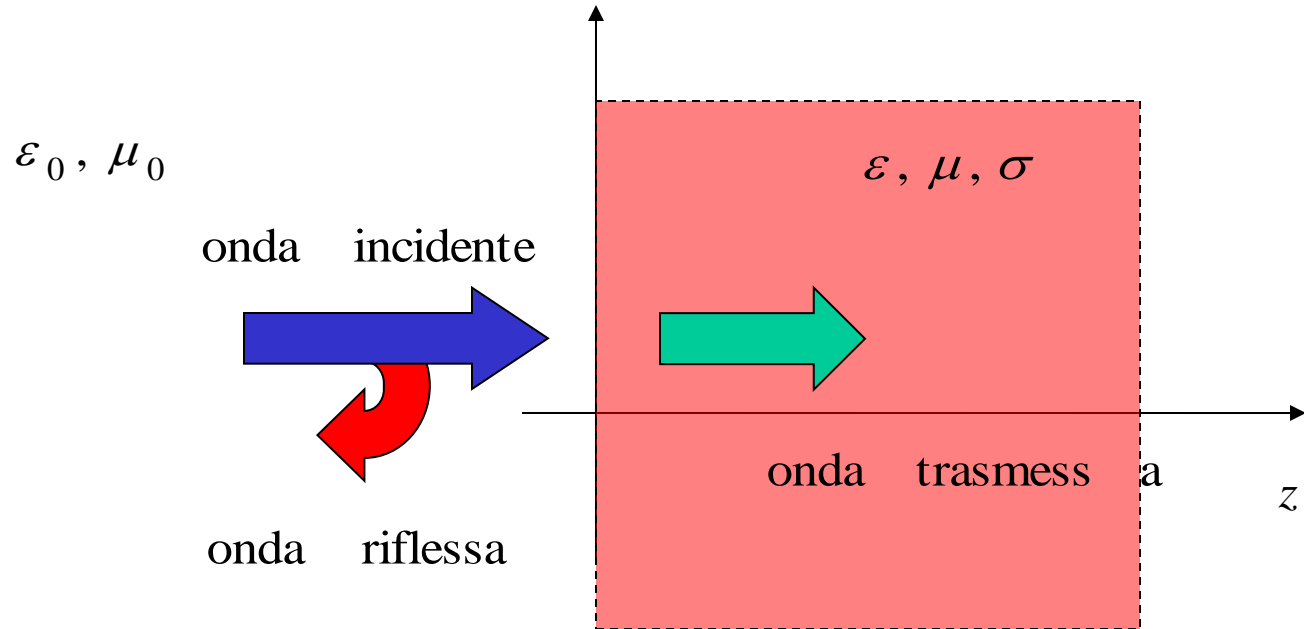 ε₀, μ₀
ε, μ, σ
onda incidente
onda trasmess a
z
onda riflessa